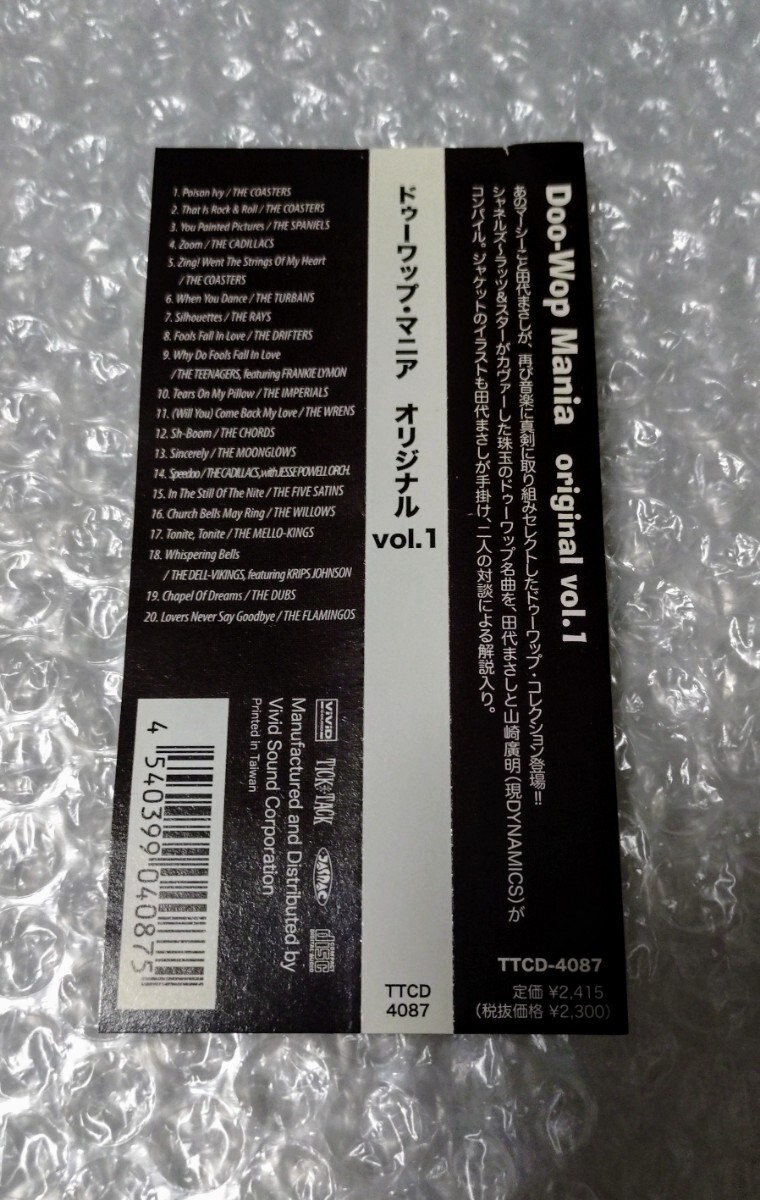 Doo-Wop Mania original vol.1
あのマーシーこと田代まさしが、再び音楽に真剣に取り組みセレクトしたドゥーワップ・コレクション登場!!
シャネルズ〜ラッツ&スターがカヴァーした珠玉のドゥーワップ名曲を、田代まさしと山崎廣明(現DYNAMICS)が
コンパイル。ジャケットのイラストも田代まさしが手掛け、二人の対談による解説入り。
TTCD-4087
定価 ¥2,415
(税抜価格 ¥2,300)
ドゥーワップ・マニア オリジナル
vol.1
TTCD
4087
1. Poison Ivy / THE COASTERS
2. That Is Rock & Roll / THE COASTERS
3. You Painted Pictures / THE SPANIELS
4. Zoom / THE CADILLACS
5. Zing! Went The Strings Of My Heart
/ THE COASTERS
6. When You Dance / THE TURBANS
7. Silhouettes / THE RAYS
8. Fools Fall In Love / THE DRIFTERS
9. Why Do Fools Fall In Love
/ THE TEENAGERS, featuring FRANKIE LYMON
10. Tears On My Pillow / THE IMPERIALS
11. (Will You) Come Back My Love / THE WRENS
12. Sh-Boom / THE CHORDS
13. Sincerely / THE MOONGLOWS
14. Speedoo / THE CADILLACS, with JESSE POWELL ORCH.
15. In The Still Of The Nite / THE FIVE SATINS
16. Church Bells May Ring / THE WILLOWS
17. Tonite, Tonite / THE MELLO-KINGS
18. Whispering Bells
/ THE DELL-VIKINGS, featuring KRIPS JOHNSON
19. Chapel Of Dreams / THE DUBS
20. Lovers Never Say Goodbye / THE FLAMINGOS
ViViD
TICK TACK
JASRAC
COMPACT
disc
DIGITAL AUDIO
Manufactured and Distributed by
Vivid Sound Corporation
Printed in Taiwan
4 540399 040875